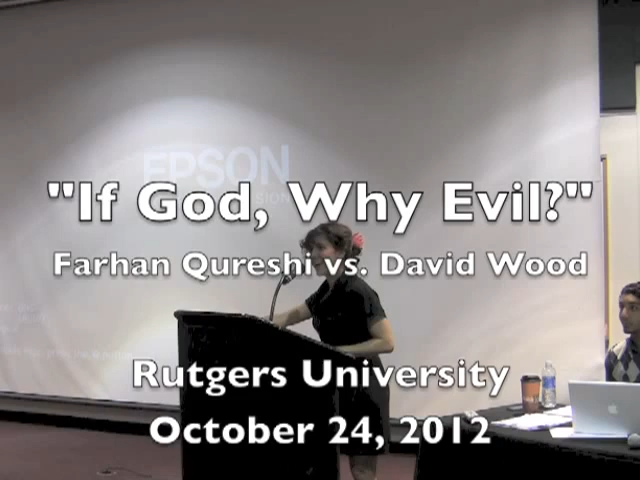 EPSON
"If God, Why Evil?"
Farhan Qureshi vs. David Wood
Rutgers University
October 24, 2012